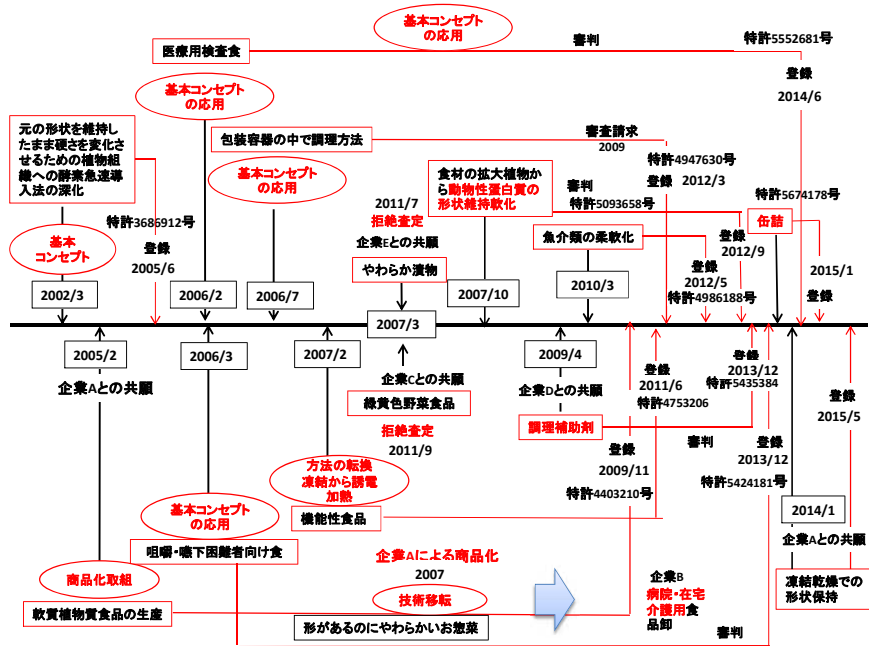 基本コンセプト
の応用
医療用検査食
審判
特許5552681号
登録
2014/6
基本コンセプト
の応用
元の形状を維持し
たまま硬さを変化さ
せるための植物組
織への酵素急速導
入法の深化
包装容器の中で調理方法
審査請求
2009
特許4947630号
登録
2012/3
基本コンセプト
の応用
食材の拡大植物か
ら動物性蛋白質の
形状維持軟化
審判
特許5093658号
特許5674178号
2011/7
拒絶査定
企業Eとの共願
やわらか漬物
特許3686912号
登録
2005/6
基本
コンセプト
魚介類の柔軟化
缶詰
登録
2012/9
登録
2012/5
特許4986188号
2015/1
登録
2002/3
2006/2
2006/7
2007/3
2007/10
2010/3
2005/2
企業Aとの共願
2006/3
2007/2
企業Cとの共願
緑黄色野菜食品
拒絶査定
2011/9
2009/4
企業Dとの共願
調理補助剤
審判
登録
2011/6
特許4753206
登録
2013/12
特許5435384
登録
2015/5
登録
2009/11
特許4403210号
登録
2013/12
特許5424181号
方法の転換
凍結から誘電
加熱
機能性食品
基本コンセプト
の応用
咀嚼・嚥下困難者向け食
2014/1
企業Aとの共願
凍結乾燥での
形状保持
商品化取組
軟質植物質食品の生産
企業Aによる商品化
2007
技術移転
形があるのにやわらかいお惣菜
企業B
病院・在宅
介護用食
品卸
審判